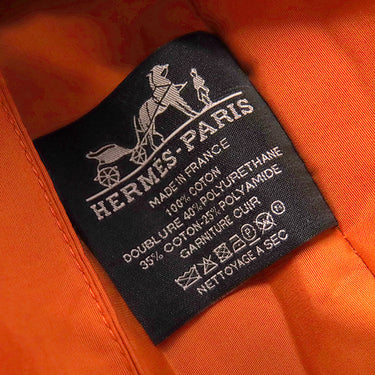 HERMES-PARIS
MADE IN FRANCE
100% COTON
DOUBLURE 40% POLYURETHANE
35% COTON-25% POLYAMIDE
GARNITURE CUIR
NETTOYAGE A SEC